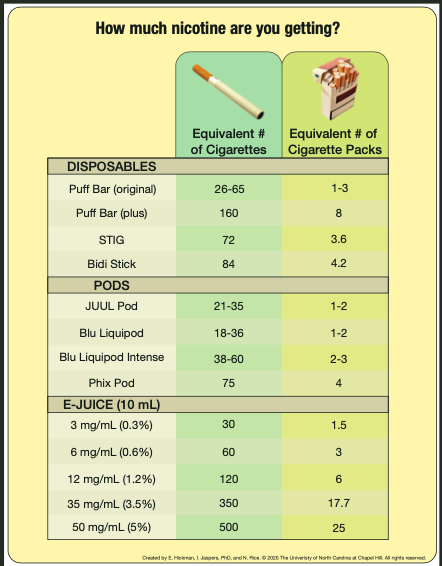 How much nicotine are you getting?
Equivalent # of Cigarettes
Equivalent # of Cigarette Packs
DISPOSABLES
Puff Bar (original) 26-65 1-3
Puff Bar (plus) 160 8
STIG 72 3.6
Bidi Stick 84 4.2
PODS
JUUL Pod 21-35 1-2
Blu Liquipod 18-36 1-2
Blu Liquipod Intense 38-60 2-3
Phix Pod 75 4
E-JUICE (10 mL)
3 mg/mL (0.3%) 30 1.5
6 mg/mL (0.6%) 60 3
12 mg/mL (1.2%) 120 6
35 mg/mL (3.5%) 350 17.7
50 mg/mL (5%) 500 25
Created by E. Hickman, I. Jaspers, PhD, and N. Rice. © 2020 The Univeristy of North Carolina at Chapel Hill. All rights reserved.